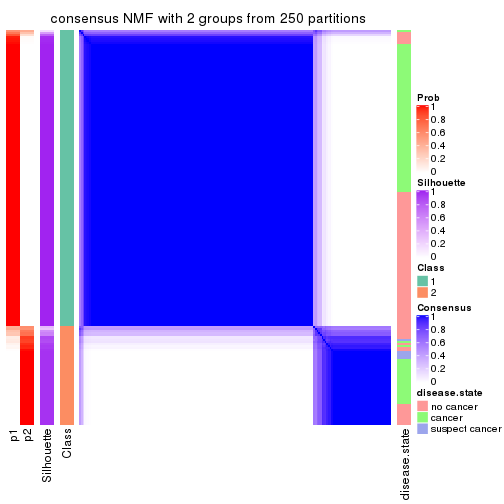 consensus NMF with 2 groups from 250 partitions
Prob
1
0.8
0.6
0.4
0.2
0
Silhouette
1
0.8
0.6
0.4
0.2
0
Class
1
2
Consensus
1
0.8
0.6
0.4
0.2
0
disease.state
no cancer
cancer
suspect cancer
p1
p2
Silhouette
Class
disease.state